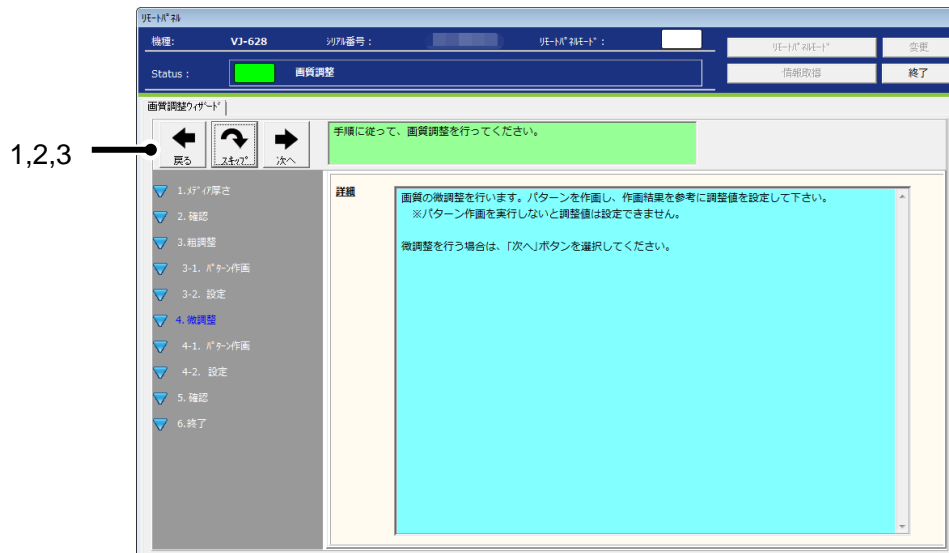 ﾘﾓｰﾄﾊﾟﾈﾙ
機種: VJ-628 ｼﾘｱﾙ番号： ﾘﾓｰﾄﾊﾟﾈﾙﾓｰﾄﾞ： ﾘﾓｰﾄﾊﾟﾈﾙﾓｰﾄﾞ 変更
Status： 画質調整 情報取得 終了
画質調整ｳｨｻﾞｰﾄﾞ
1,2,3
戻る ｽｷｯﾌﾟ 次へ
手順に従って、画質調整を行ってください。
1.ﾒﾃﾞｨｱ厚さ
2. 確認
3.粗調整
3-1. ﾊﾟﾀｰﾝ作画
3-2. 設定
4.微調整
4-1. ﾊﾟﾀｰﾝ作画
4-2. 設定
5. 確認
6.終了
詳細
画質の微調整を行います。パターンを作画し、作画結果を参考に調整値を設定して下さい。
※パターン作画を実行しないと調整値は設定できません。
微調整を行う場合は、「次へ」ボタンを選択してください。